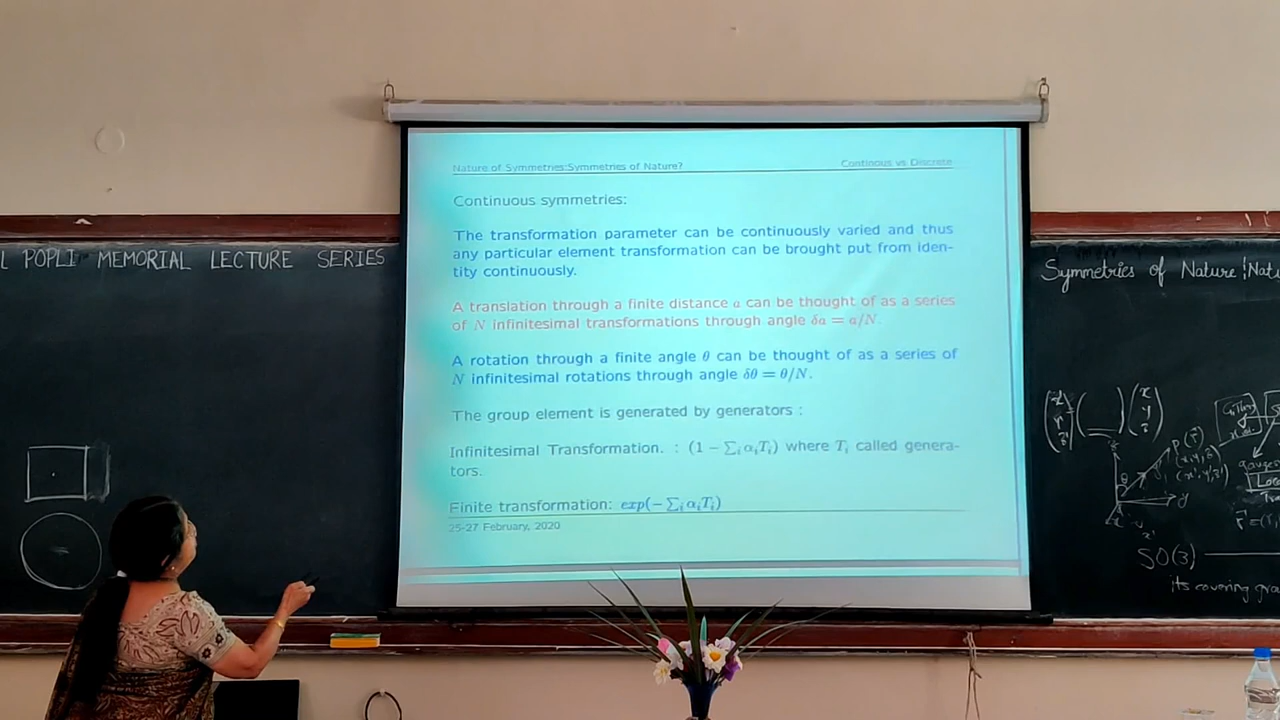 L POPLI MEMORIAL LECTURE SERIES
Nature of Symmetries:Symmetries of Nature? Continous vs Discrete
Continuous symmetries:
The transformation parameter can be continuously varied and thus
any particular element transformation can be brought put from iden-
tity continuously.
A translation through a finite distance a can be thought of as a series
of N infinitesimal transformations through angle δa = a/N.
A rotation through a finite angle θ can be thought of as a series of
N infinitesimal rotations through angle δθ = θ/N.
The group element is generated by generators :
Infinitesimal Transformation. : (1 − ∑ᵢ αᵢTᵢ) where Tᵢ called genera-
tors.
Finite transformation: exp(− ∑ᵢ αᵢTᵢ)
25-27 February, 2020
Symmetries of Nature
x
y
z
y
SO(3)
its covering